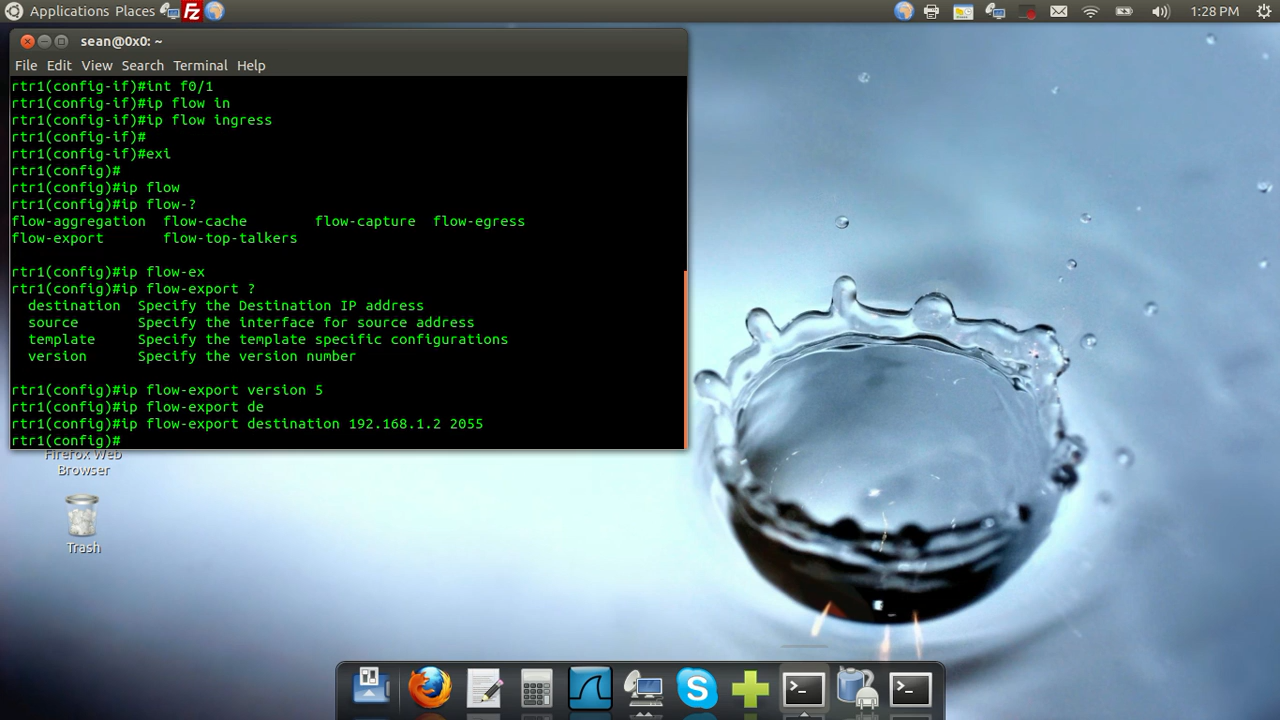 Applications Places
Fz
1:28 PM
sean@0x0: ~
File Edit View Search Terminal Help
rtr1(config-if)#int f0/1
rtr1(config-if)#ip flow in
rtr1(config-if)#ip flow ingress
rtr1(config-if)#
rtr1(config-if)#exi
rtr1(config)#
rtr1(config)#ip flow
rtr1(config)#ip flow-?
flow-aggregation flow-cache flow-capture flow-egress
flow-export flow-top-talkers
rtr1(config)#ip flow-ex
rtr1(config)#ip flow-export ?
destination Specify the Destination IP address
source Specify the interface for source address
template Specify the template specific configurations
version Specify the version number
rtr1(config)#ip flow-export version 5
rtr1(config)#ip flow-export de
rtr1(config)#ip flow-export destination 192.168.1.2 2055
rtr1(config)#
Firefox Web
Browser
Trash
S
>_
>_